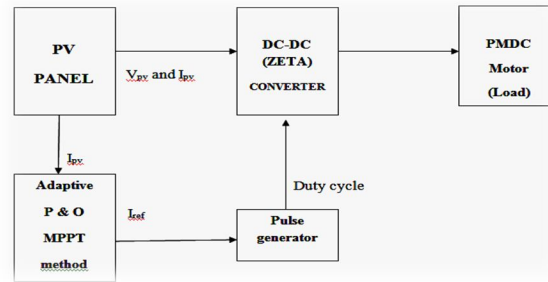 PV
PANEL
Vpv and Ipv
DC-DC
(ZETA)
CONVERTER
PMDC
Motor
(Load)
Ipv
Adaptive
P & O
MPPT
method
Iref
Duty cycle
Pulse
generator